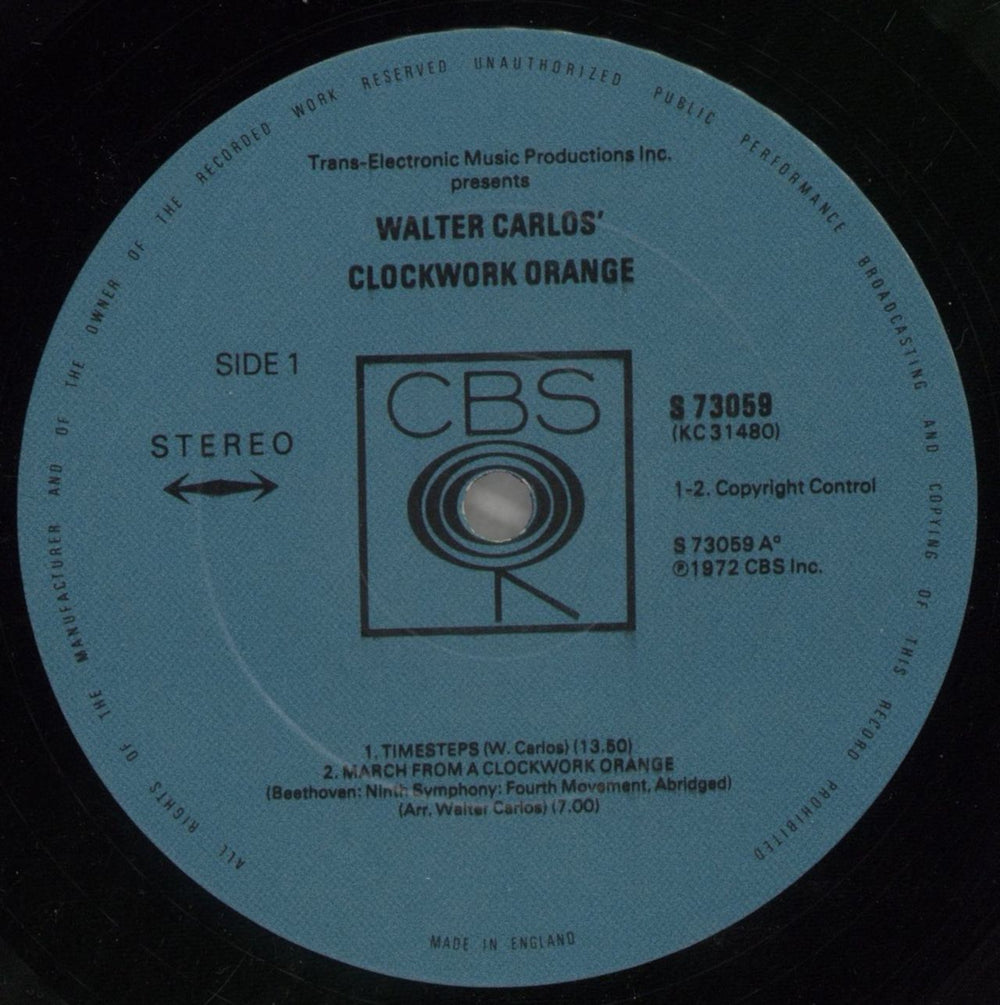 ALL RIGHTS OF THE MANUFACTURER AND OF THE OWNER OF THE RECORDED WORK RESERVED UNAUTHORIZED PUBLIC PERFORMANCE BROADCASTING AND COPYING OF THIS RECORD PROHIBITED
Trans-Electronic Music Productions Inc.
presents
WALTER CARLOS'
CLOCKWORK ORANGE
SIDE 1
STEREO
CBS
S 73059
(KC 31480)
1-2. Copyright Control
S 73059 Aº
℗1972 CBS Inc.
1. TIMESTEPS (W. Carlos) (13.50)
2. MARCH FROM A CLOCKWORK ORANGE
(Beethoven: Ninth Symphony: Fourth Movement, Abridged)
(Arr. Walter Carlos) (7.00)
MADE IN ENGLAND